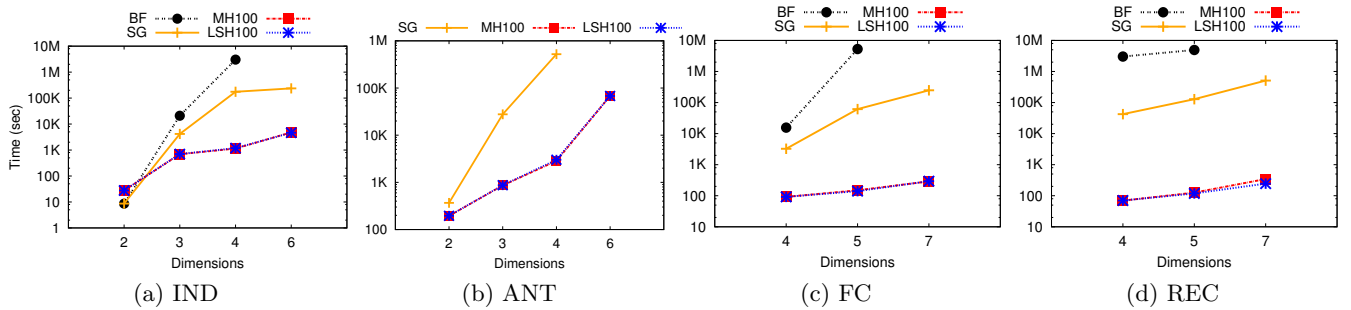 BF MH100
SG LSH100
10M
1M
100K
10K
1K
100
10
1
Time (sec)
2 3 4 6
Dimensions
(a) IND
SG MH100 LSH100
1M
100K
10K
1K
100
2 3 4 6
Dimensions
(b) ANT
BF MH100
SG LSH100
10M
1M
100K
10K
1K
100
10
4 5 7
Dimensions
(c) FC
BF MH100
SG LSH100
10M
1M
100K
10K
1K
100
10
4 5 7
Dimensions
(d) REC